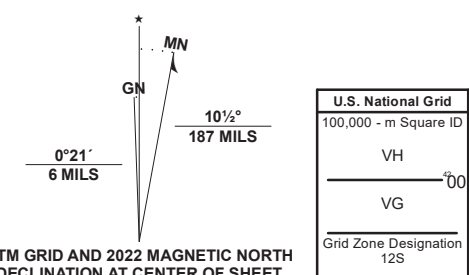 ★
MN
GN
10½°
187 MILS
0°21´
6 MILS
TM GRID AND 2022 MAGNETIC NORTH
DECLINATION AT CENTER OF SHEET
U.S. National Grid
100,000 - m Square ID
VH
4200
VG
Grid Zone Designation
12S